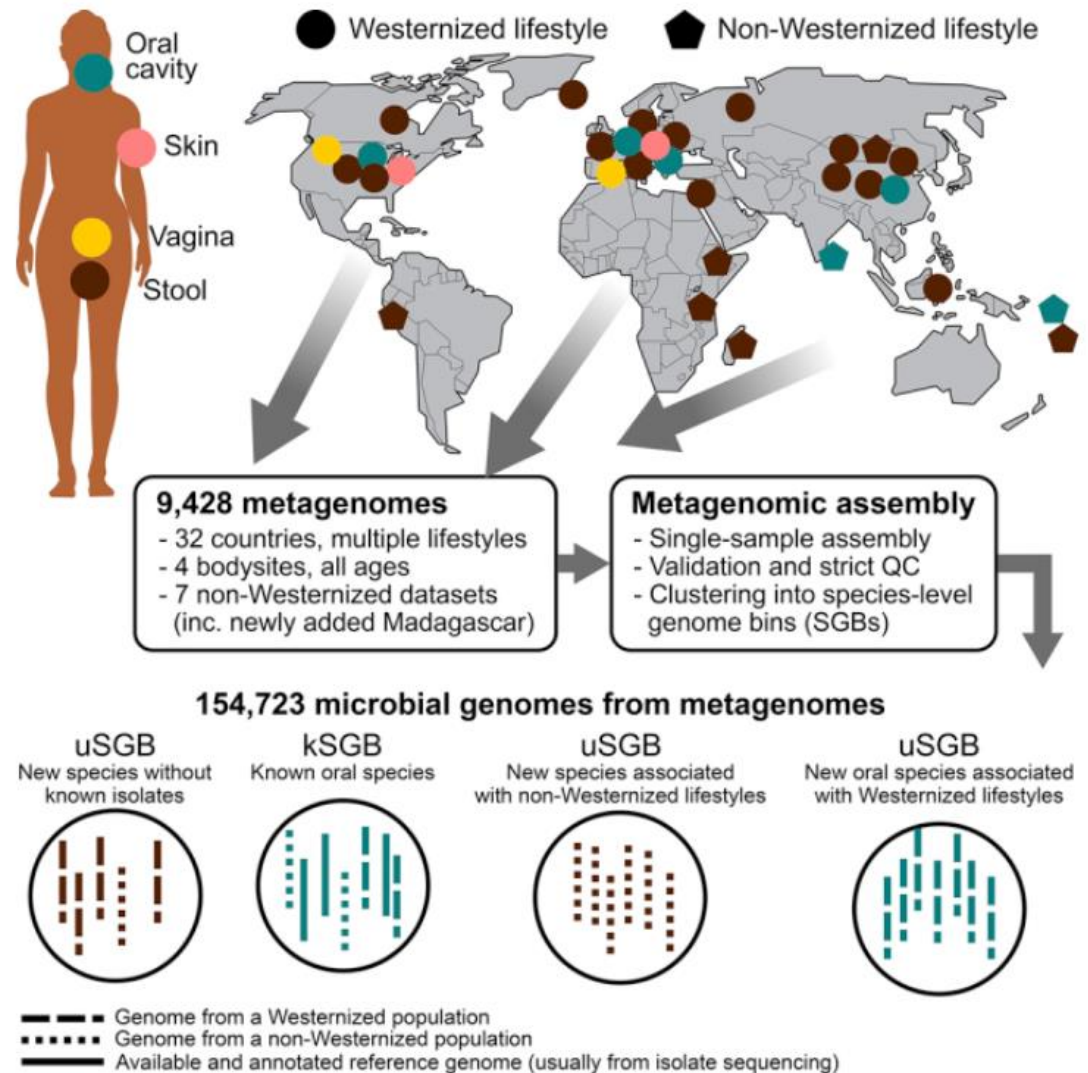 Oral
cavity
Skin
Vagina
Stool
Westernized lifestyle
Non-Westernized lifestyle
9,428 metagenomes
- 32 countries, multiple lifestyles
- 4 bodysites, all ages
- 7 non-Westernized datasets
(inc. newly added Madagascar)
Metagenomic assembly
- Single-sample assembly
- Validation and strict QC
- Clustering into species-level
genome bins (SGBs)
154,723 microbial genomes from metagenomes
uSGB
New species without
known isolates
kSGB
Known oral species
uSGB
New species associated
with non-Westernized lifestyles
uSGB
New oral species associated
with Westernized lifestyles
Genome from a Westernized population
Genome from a non-Westernized population
Available and annotated reference genome (usually from isolate sequencing)